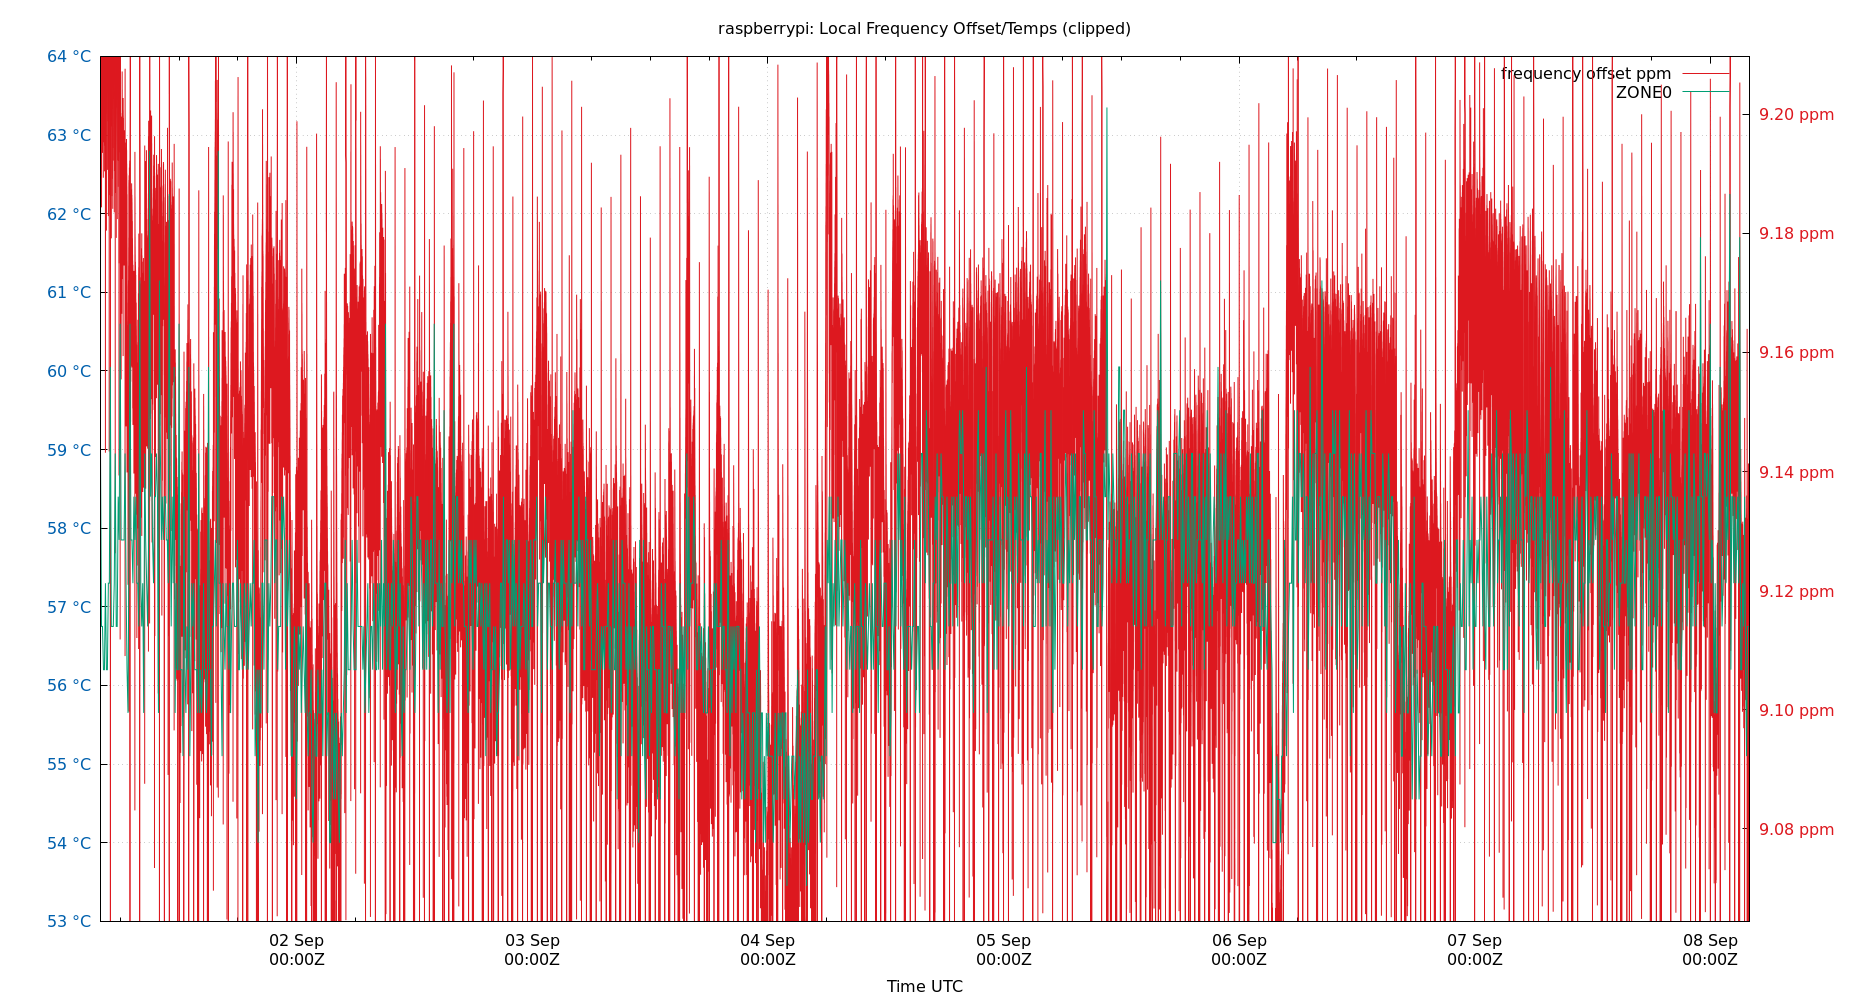 raspberrypi: Local Frequency Offset/Temps (clipped)
64 °C
63 °C
62 °C
61 °C
60 °C
59 °C
58 °C
57 °C
56 °C
55 °C
54 °C
53 °C
frequency offset ppm
ZONE0
9.20 ppm
9.18 ppm
9.16 ppm
9.14 ppm
9.12 ppm
9.10 ppm
9.08 ppm
02 Sep
00:00Z
03 Sep
00:00Z
04 Sep
00:00Z
05 Sep
00:00Z
06 Sep
00:00Z
07 Sep
00:00Z
08 Sep
00:00Z
Time UTC